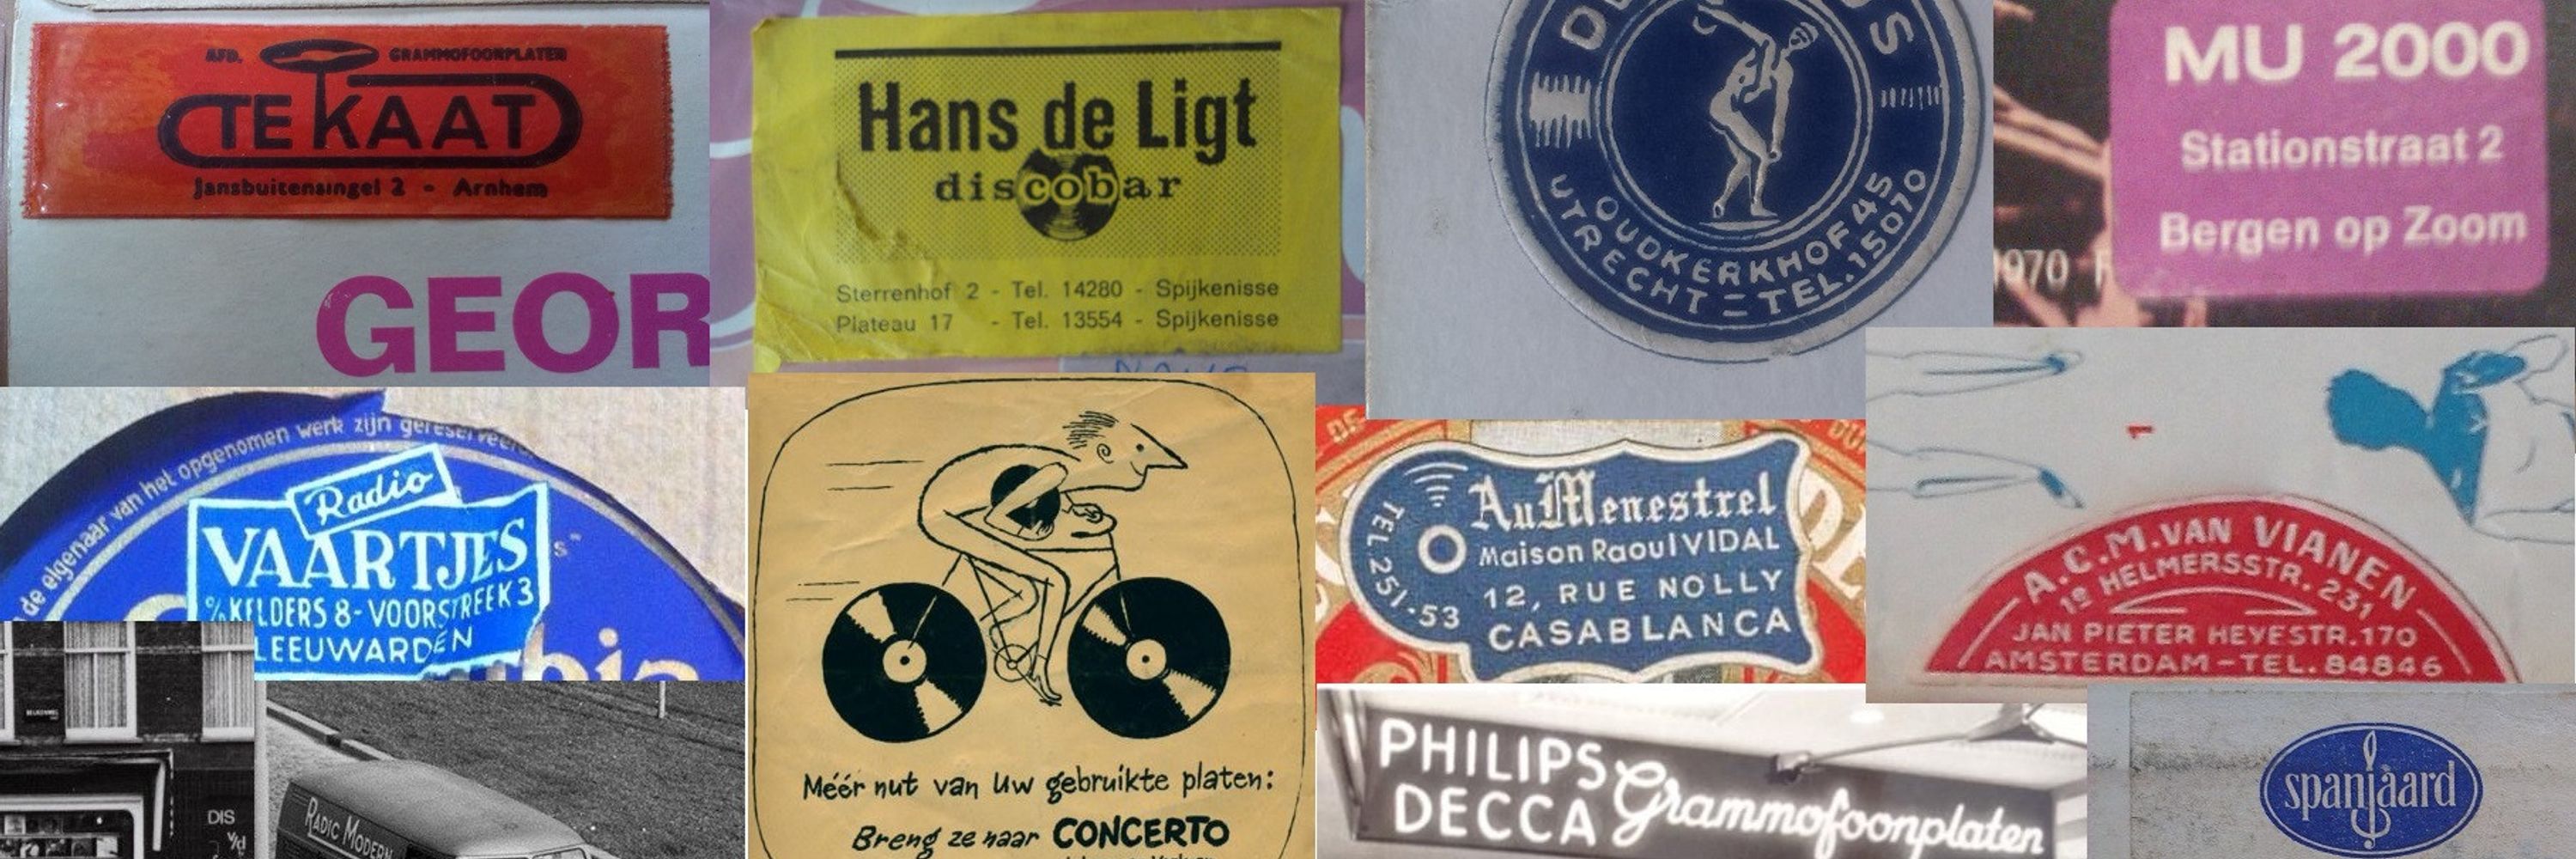 AFD. GRAMMOFOONPLATEN
TE KAAT
Jansbuitensingel 2 - Arnhem
GEOR
Hans de Ligt
discobar
Sterrenhof 2 - Tel. 14280 - Spijkenisse
Plateau 17 - Tel. 13554 - Spijkenisse
OUDKERKHOF 45
UTRECHT = TEL. 15070
MU 2000
Stationstraat 2
Bergen op Zoom
1970
de eigenaar van het opgenomen werk zijn gereserveerd
Radio
VAARTJES
%KELDERS 8 - VOORSTREEK 3
LEEUWARDEN
Méér nut van Uw gebruikte platen:
Breng ze naar CONCERTO
Au Menestrel
Maison Raoul VIDAL
12, RUE NOLLY
CASABLANCA
TEL. 251-53
A.C.M. VAN VIANEN
1e HELMERSSTR. 231
JAN PIETER HEYESTR. 170
AMSTERDAM - TEL. 84846
DIS
v/d
RADIO MODERN
PHILIPS
DECCA
Grammofoonplaten
spanjaard